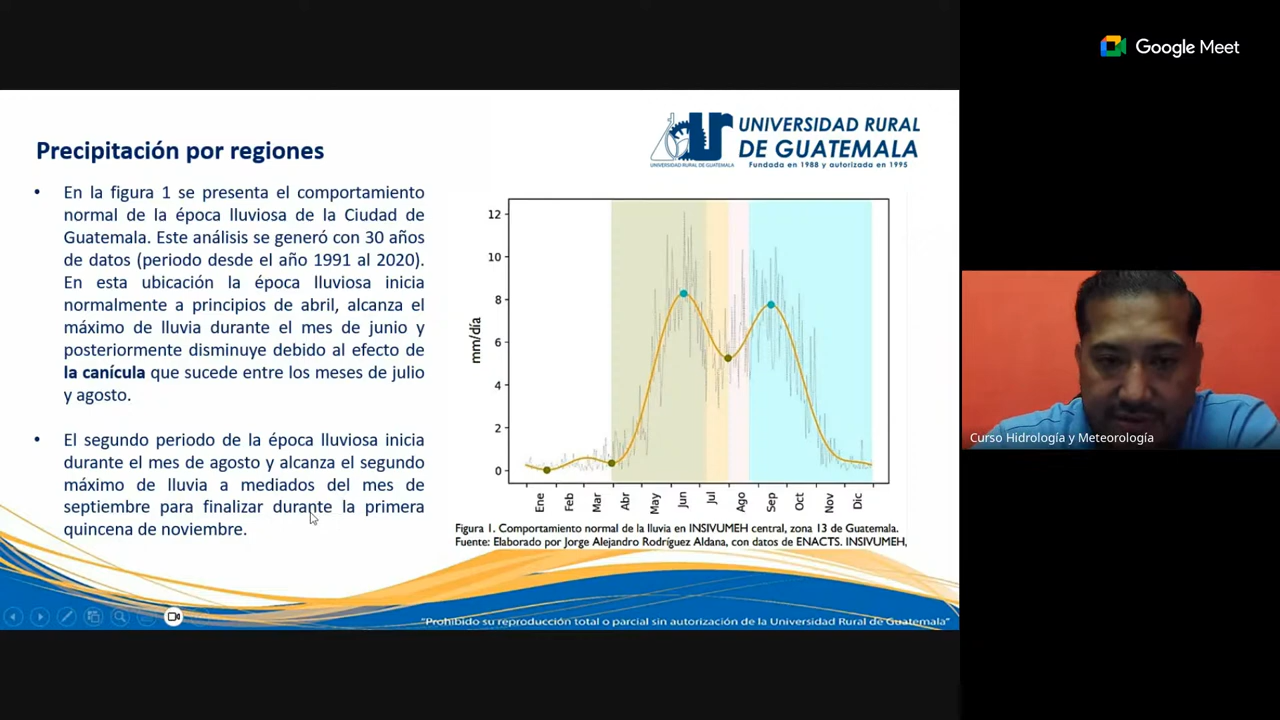 Google Meet
UNIVERSIDAD RURAL
DE GUATEMALA
Fundada en 1988 y autorizada en 1995
UNIVERSIDAD RURAL DE GUATEMALA
Precipitación por regiones
• En la figura 1 se presenta el comportamiento
normal de la época lluviosa de la Ciudad de
Guatemala. Este análisis se generó con 30 años
de datos (periodo desde el año 1991 al 2020).
En esta ubicación la época lluviosa inicia
normalmente a principios de abril, alcanza el
máximo de lluvia durante el mes de junio y
posteriormente disminuye debido al efecto de
la canícula que sucede entre los meses de julio
y agosto.
• El segundo periodo de la época lluviosa inicia
durante el mes de agosto y alcanza el segundo
máximo de lluvia a mediados del mes de
septiembre para finalizar durante la primera
quincena de noviembre.
mm/día
12
10
8
6
4
2
0
Ene Feb Mar Abr May Jun Jul Ago Sep Oct Nov Dic
Figura 1. Comportamiento normal de la lluvia en INSIVUMEH central, zona 13 de Guatemala.
Fuente: Elaborado por Jorge Alejandro Rodríguez Aldana, con datos de ENACTS. INSIVUMEH,
"Prohibido su reproducción total o parcial sin autorización de la Universidad Rural de Guatemala"
Curso Hidrología y Meteorología